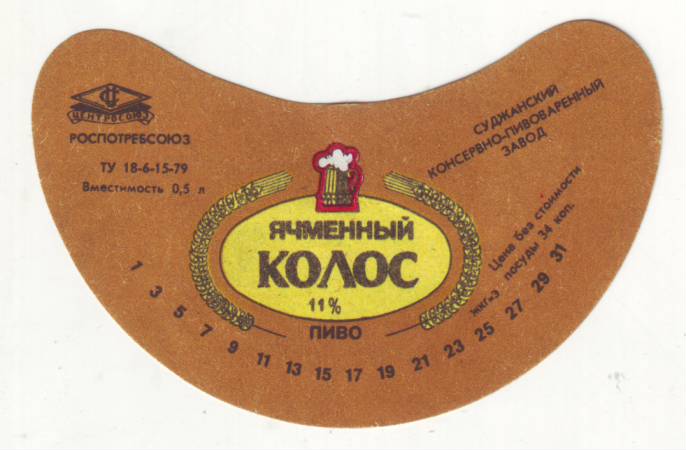 ЦЕНТРОСОЮЗ
РОСПОТРЕБСОЮЗ
ТУ 18-6-15-79
Вместимость 0,5 л
СУДЖАНСКИЙ
КОНСЕРВНО-ПИВОВАРЕННЫЙ
ЗАВОД
ЯЧМЕННЫЙ
КОЛОС
11%
ПИВО
Цена без стоимости
посуды 34 коп.
1 3 5 7 9 11 13 15 17 19 21 23 25 27 29 31